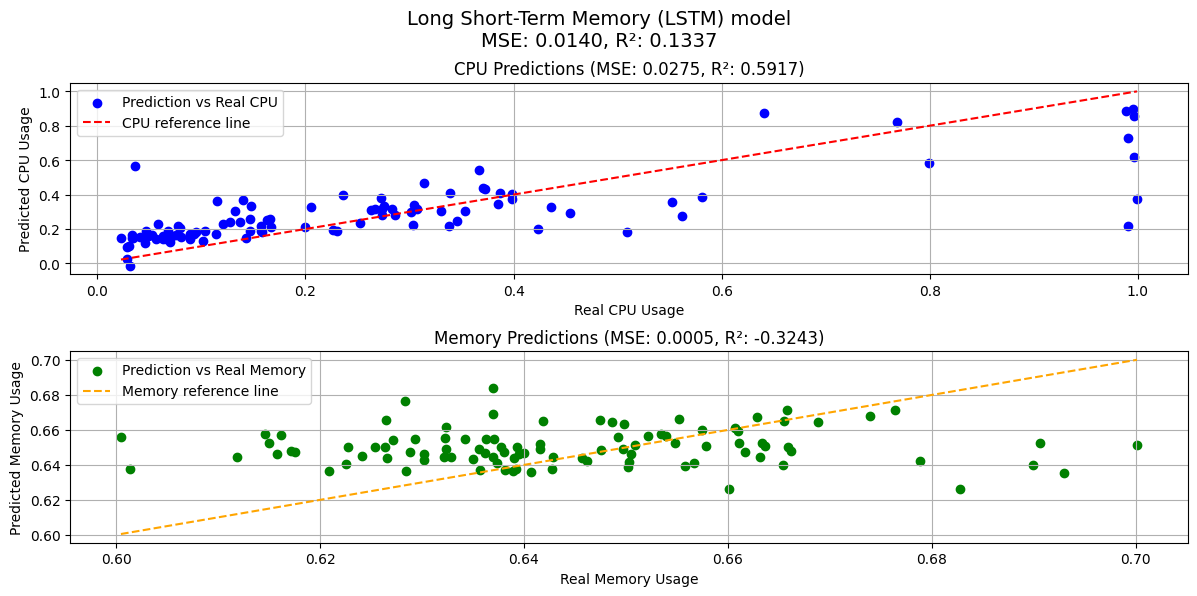 Long Short-Term Memory (LSTM) model
MSE: 0.0140, R²: 0.1337
CPU Predictions (MSE: 0.0275, R²: 0.5917)
Prediction vs Real CPU
CPU reference line
Predicted CPU Usage
1.0
0.8
0.6
0.4
0.2
0.0
0.0 0.2 0.4 0.6 0.8 1.0
Real CPU Usage
Memory Predictions (MSE: 0.0005, R²: -0.3243)
Prediction vs Real Memory
Memory reference line
Predicted Memory Usage
0.70
0.68
0.66
0.64
0.62
0.60
0.60 0.62 0.64 0.66 0.68 0.70
Real Memory Usage